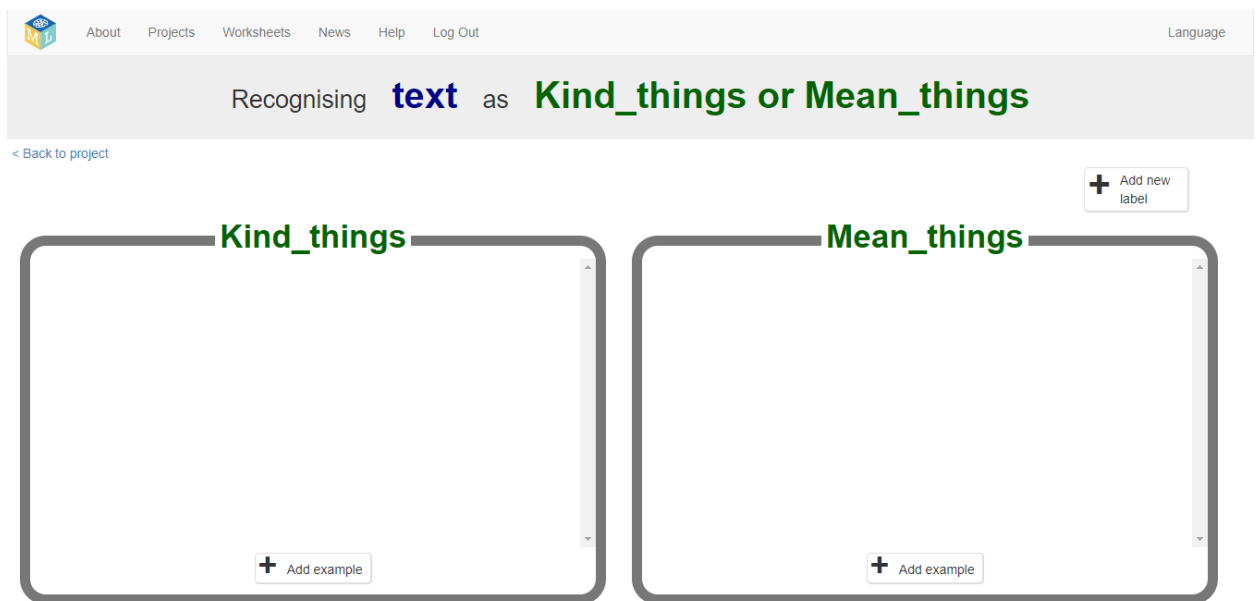 M L About Projects Worksheets News Help Log Out Language
Recognising text as Kind_things or Mean_things
< Back to project
Add new
label
Kind_things Mean_things
Add example Add example